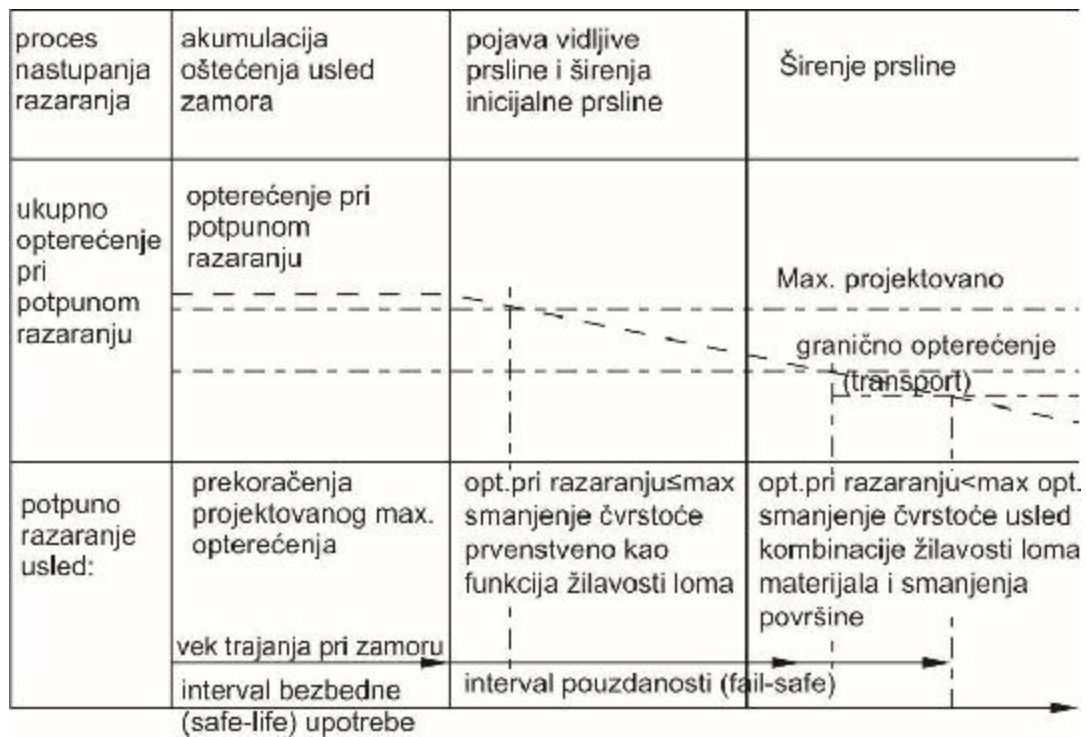 proces
nastupanja
razaranja
akumulacija
oštećenja usled
zamora
pojava vidljive
prsline i širenja
inicijalne prsline
Širenje prsline
ukupno
opterećenje
pri
potpunom
razaranju
opterećenje pri
potpunom
razaranju
Max. projektovano
granično opterećenje
(transport)
potpuno
razaranje
usled:
prekoračenja
projektovanog max.
opterećenja
opt.pri razaranju≤max
smanjenje čvrstoće
prvenstveno kao
funkcija žilavosti loma
opt.pri razaranju<max opt.
smanjenje čvrstoće usled
kombinacije žilavosti loma
materijala i smanjenja
površine
vek trajanja pri zamoru
interval bezbedne
(safe-life) upotrebe
interval pouzdanosti (fail-safe)